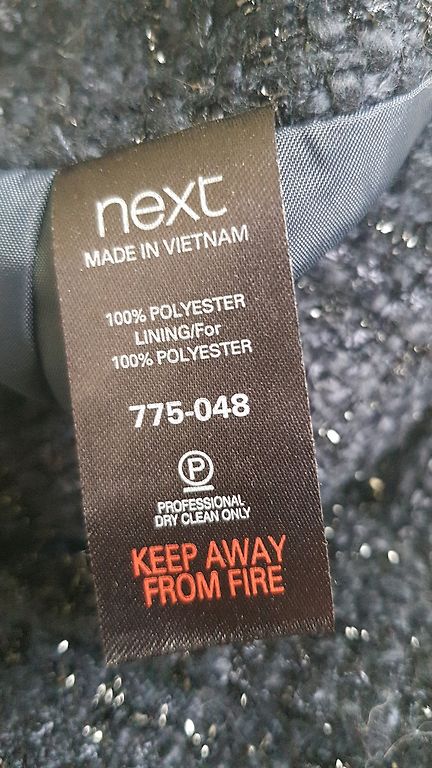 next
MADE IN VIETNAM
100% POLYESTER
LINING/For
100% POLYESTER
775-048
P
PROFESSIONAL
DRY CLEAN ONLY
KEEP AWAY
FROM FIRE